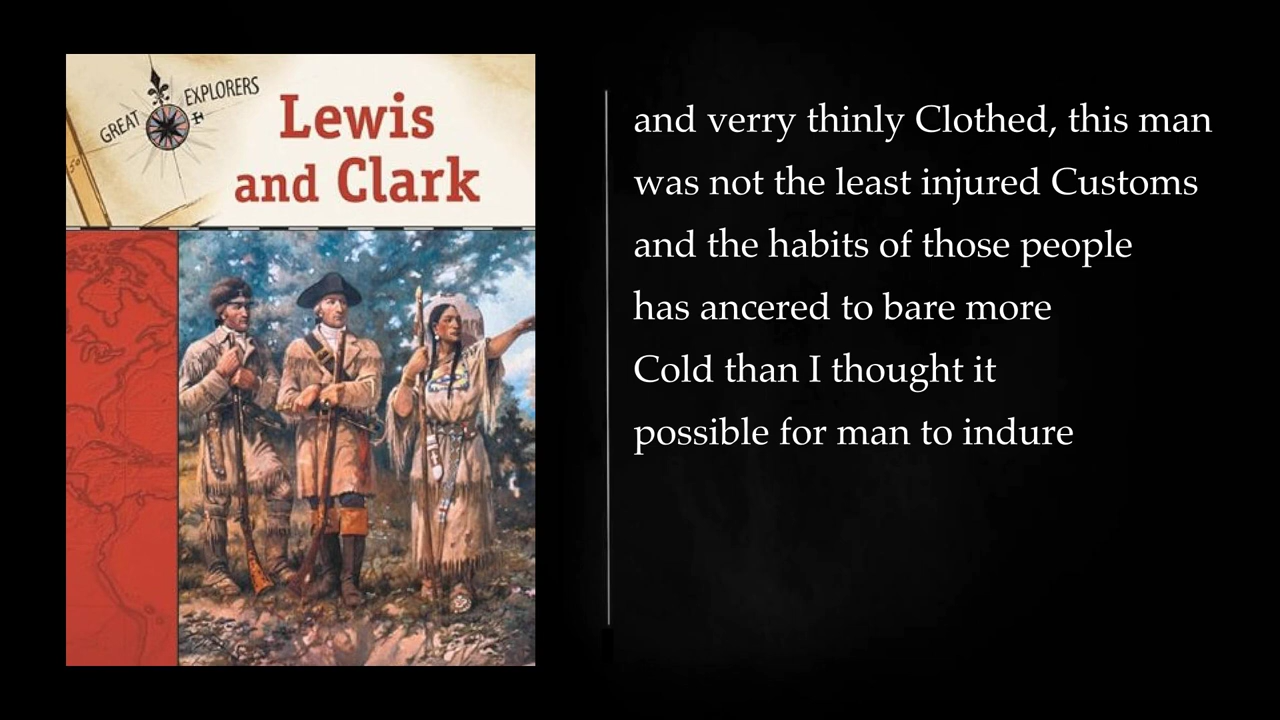 GREAT EXPLORERS
Lewis
and Clark
50
and verry thinly Clothed, this man
was not the least injured Customs
and the habits of those people
has ancered to bare more
Cold than I thought it
possible for man to indure